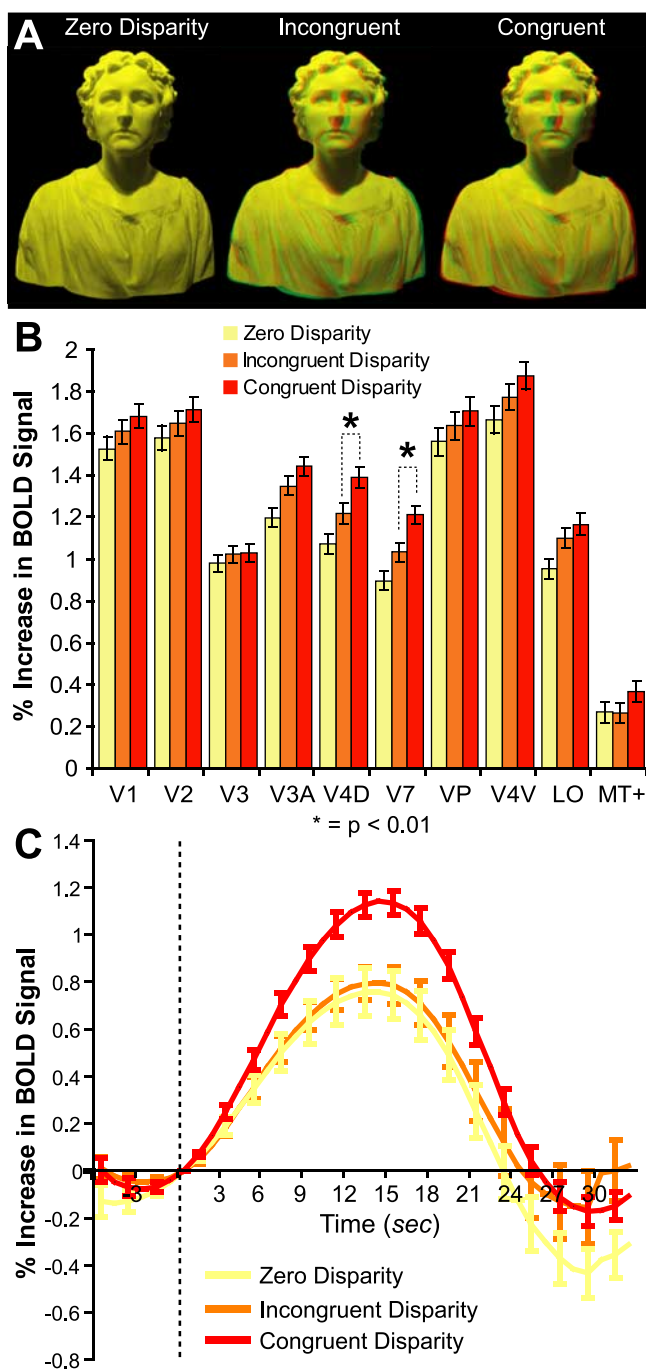 A
Zero Disparity Incongruent Congruent
B
Zero Disparity
Incongruent Disparity
Congruent Disparity
% Increase in BOLD Signal
2
1.8
1.6
1.4
1.2
1
0.8
0.6
0.4
0.2
0
* *
V1 V2 V3 V3A V4D V7 VP V4V LO MT+
* = p < 0.01
C
% Increase in BOLD Signal
1.4
1.2
1
0.8
0.6
0.4
0.2
0
-0.2
-0.4
-0.6
-0.8
-3 3 6 9 12 15 18 21 24 27 30
Time (sec)
Zero Disparity
Incongruent Disparity
Congruent Disparity